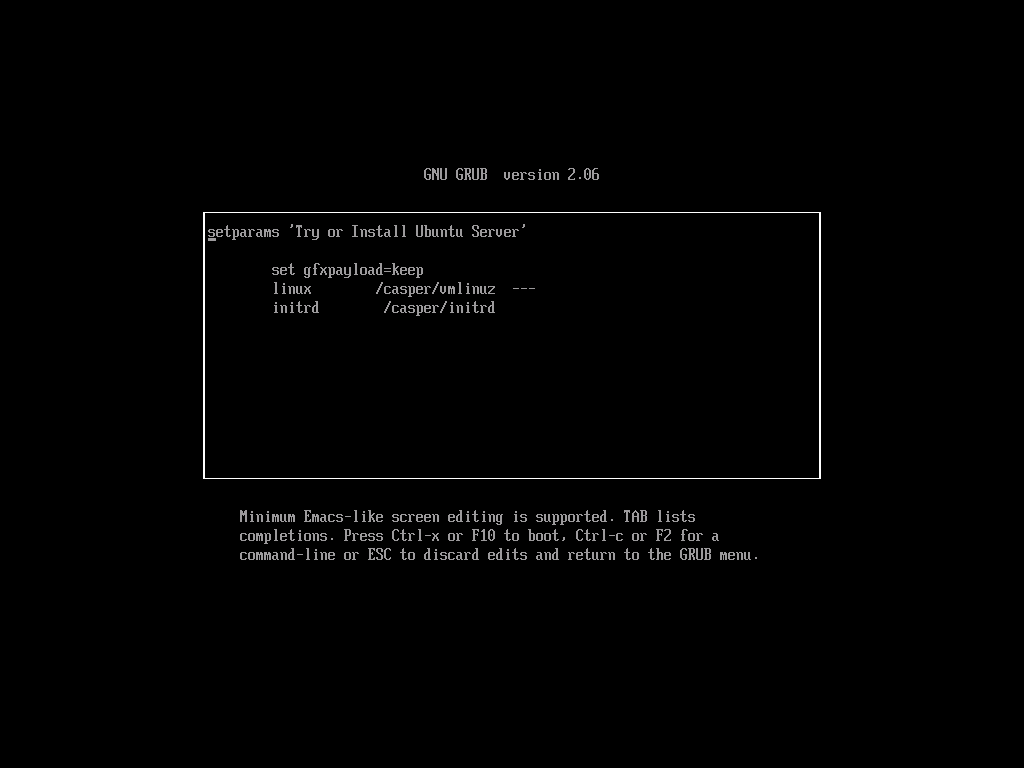 GNU GRUB  version 2.06
setparams 'Try or Install Ubuntu Server'
set gfxpayload=keep
linux        /casper/vmlinuz  ---
initrd        /casper/initrd
Minimum Emacs-like screen editing is supported. TAB lists
completions. Press Ctrl-x or F10 to boot, Ctrl-c or F2 for a
command-line or ESC to discard edits and return to the GRUB menu.